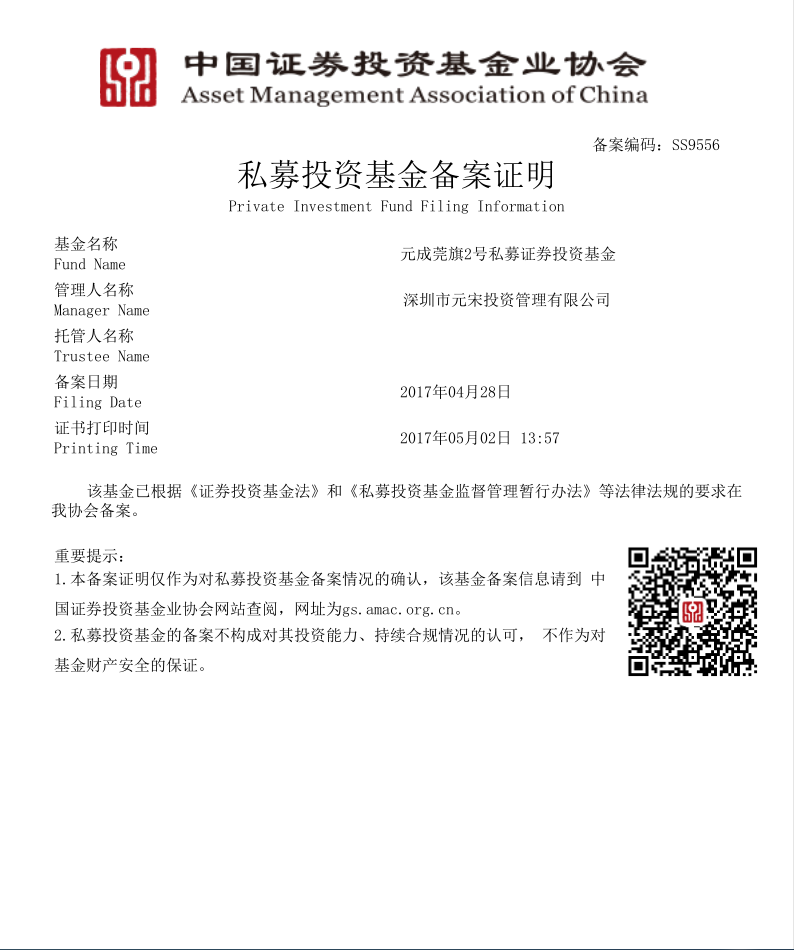 中国证券投资基金业协会
Asset Management Association of China
备案编码：SS9556
私募投资基金备案证明
Private Investment Fund Filing Information
基金名称
Fund Name
元成莞旗2号私募证券投资基金
管理人名称
Manager Name
深圳市元宋投资管理有限公司
托管人名称
Trustee Name
备案日期
Filing Date
2017年04月28日
证书打印时间
Printing Time
2017年05月02日 13:57
该基金已根据《证券投资基金法》和《私募投资基金监督管理暂行办法》等法律法规的要求在
我协会备案。
重要提示：
1.本备案证明仅作为对私募投资基金备案情况的确认，该基金备案信息请到 中
国证券投资基金业协会网站查阅，网址为gs.amac.org.cn。
2.私募投资基金的备案不构成对其投资能力、持续合规情况的认可， 不作为对
基金财产安全的保证。